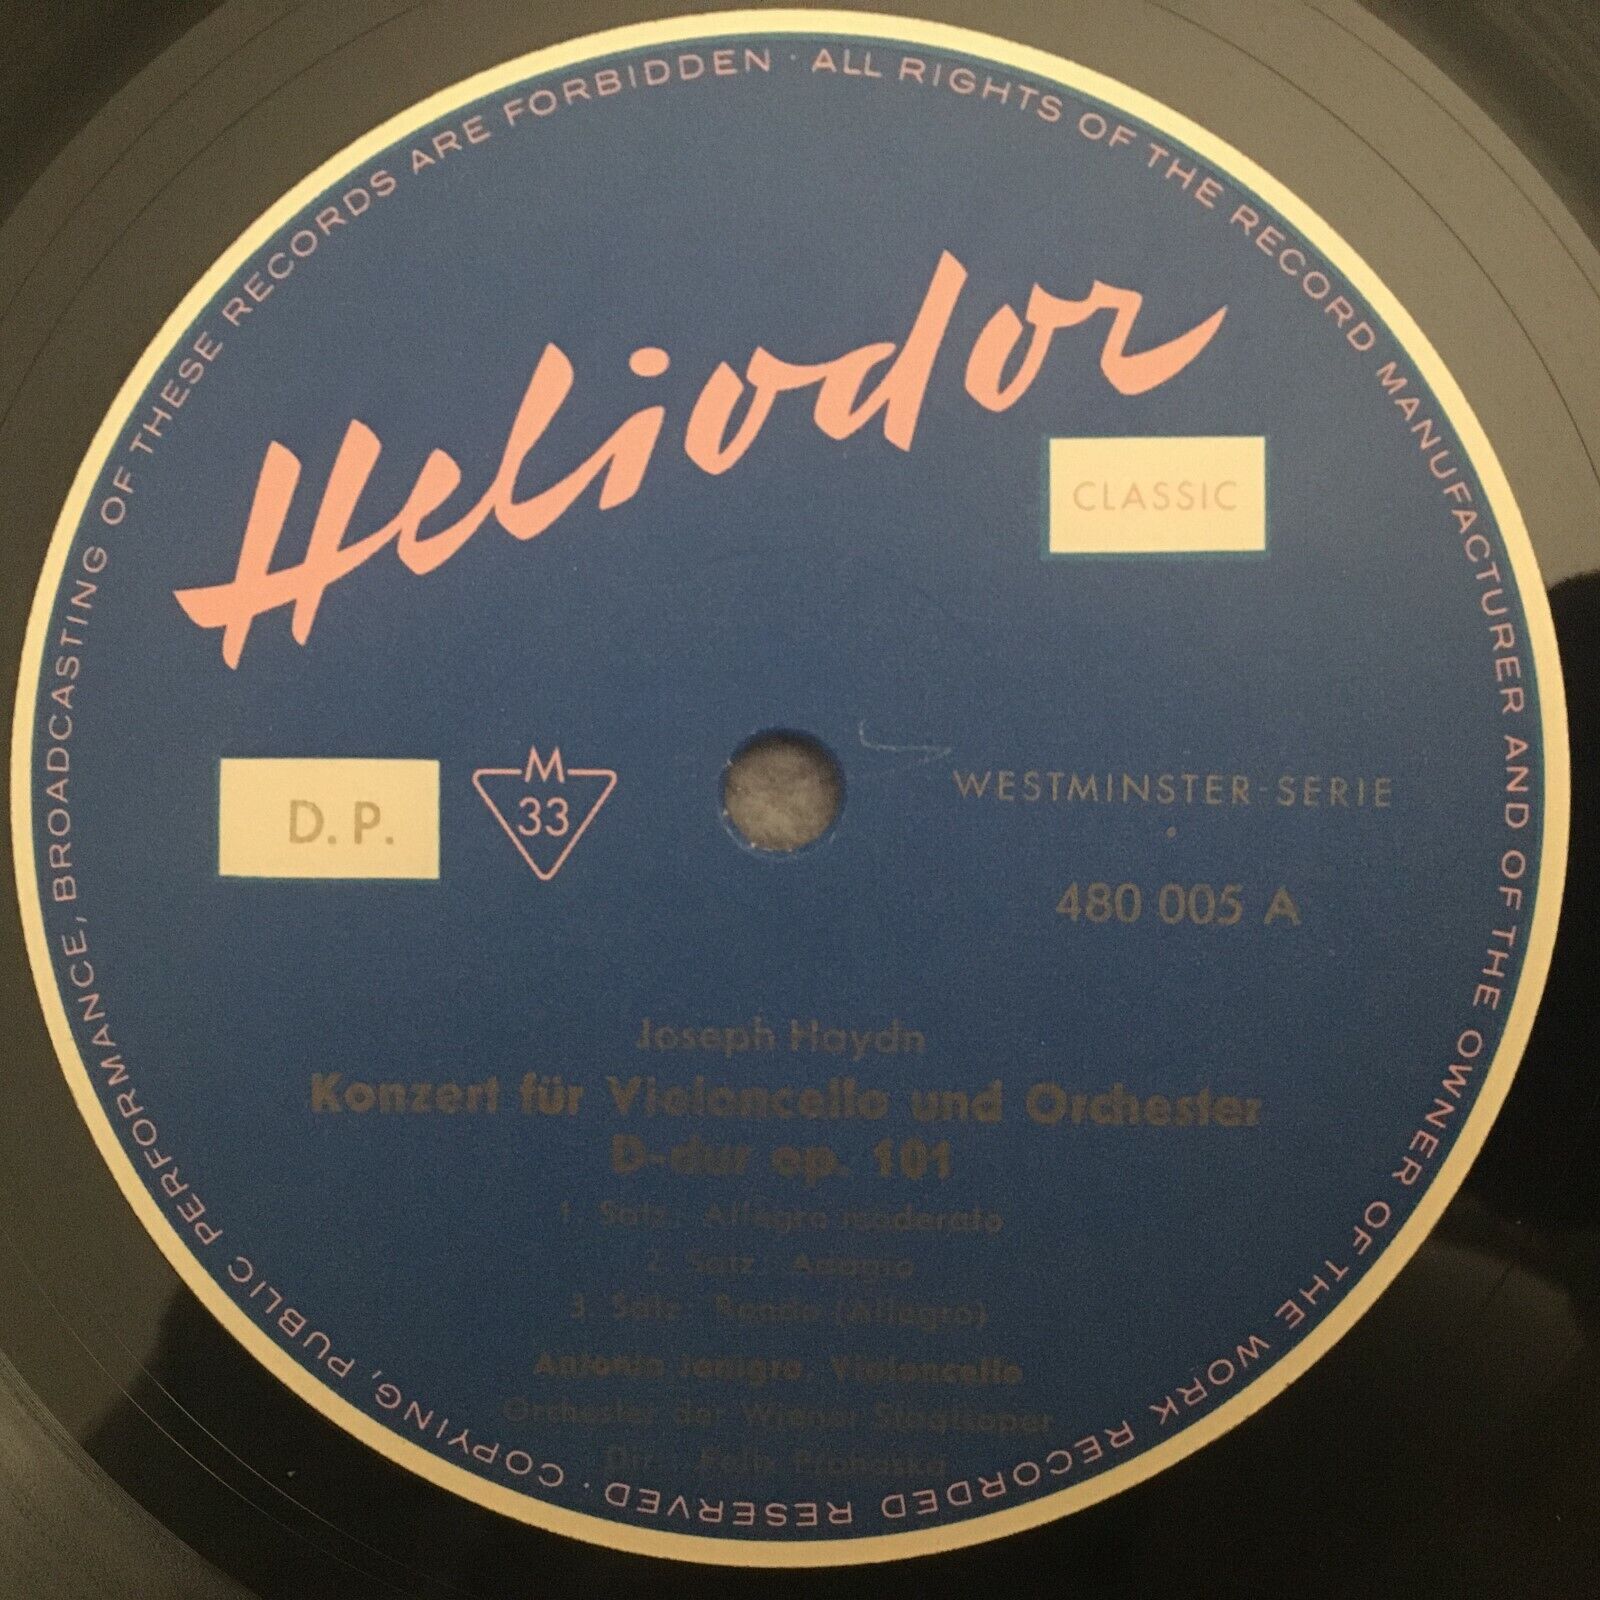 COPYING, PUBLIC PERFORMANCE, BROADCASTING OF THESE RECORDS ARE FORBIDDEN · ALL RIGHTS OF THE RECORD MANUFACTURER AND OF THE OWNER OF THE WORK RECORDED RESERVED ·
Heliodor
CLASSIC
D. P.
M
33
WESTMINSTER-SERIE
480 005 A
Joseph Haydn
Konzert für Violoncello und Orchester
D-dur op. 101
1. Satz: Allegro moderato
2. Satz: Adagio
3. Satz: Rondo (Allegro)
Antonio Janigro, Violoncello
Orchester der Wiener Staatsoper
Dir.: Felix Prohaska